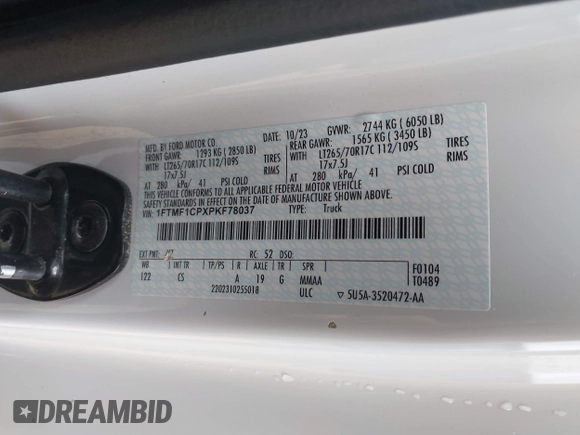 MFD. BY FORD MOTOR CO.
DATE: 10/23 GVWR: 2744 KG ( 6050 LB)
FRONT GAWR: 1293 KG ( 2850 LB) REAR GAWR: 1565 KG ( 3450 LB)
WITH LT265/70R17C 112/109S TIRES WITH LT265/70R17C 112/109S TIRES
17x7.5J RIMS 17x7.5J RIMS
AT 280 kPa/ 41 PSI COLD AT 280 kPa/ 41 PSI COLD
THIS VEHICLE CONFORMS TO ALL APPLICABLE FEDERAL MOTOR VEHICLE
SAFETY STANDARDS IN EFFECT ON THE DATE OF MANUFACTURE SHOWN ABOVE.
VIN: 1FTMF1CPXPKF78037 TYPE: Truck
EXT PNT: RC: 52 DSO:
WB INT TR TP/PS R AXLE TR SPR
122 CS A 19 G MMAA F0104
ULC T0489
2202310255018
▽ 5U5A-3520472-AA
DREAMBID